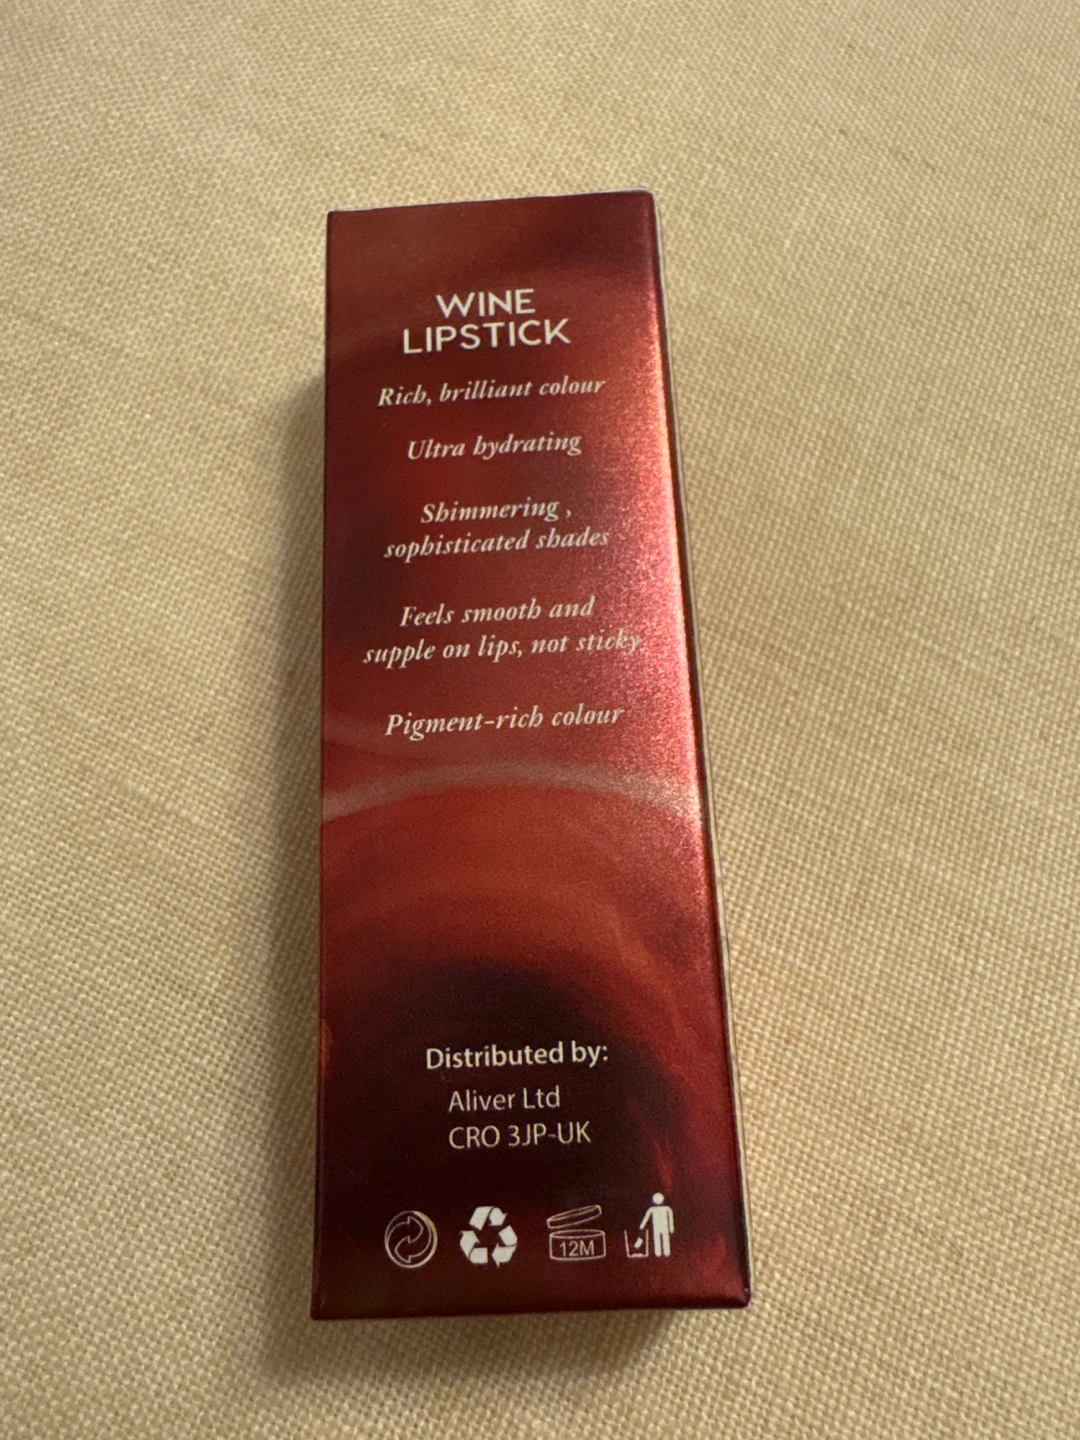 WINE
LIPSTICK
Rich, brilliant colour
Ultra hydrating
Shimmering ,
sophisticated shades
Feels smooth and
supple on lips, not sticky
Pigment-rich colour
Distributed by:
Aliver Ltd
CRO 3JP-UK
12M